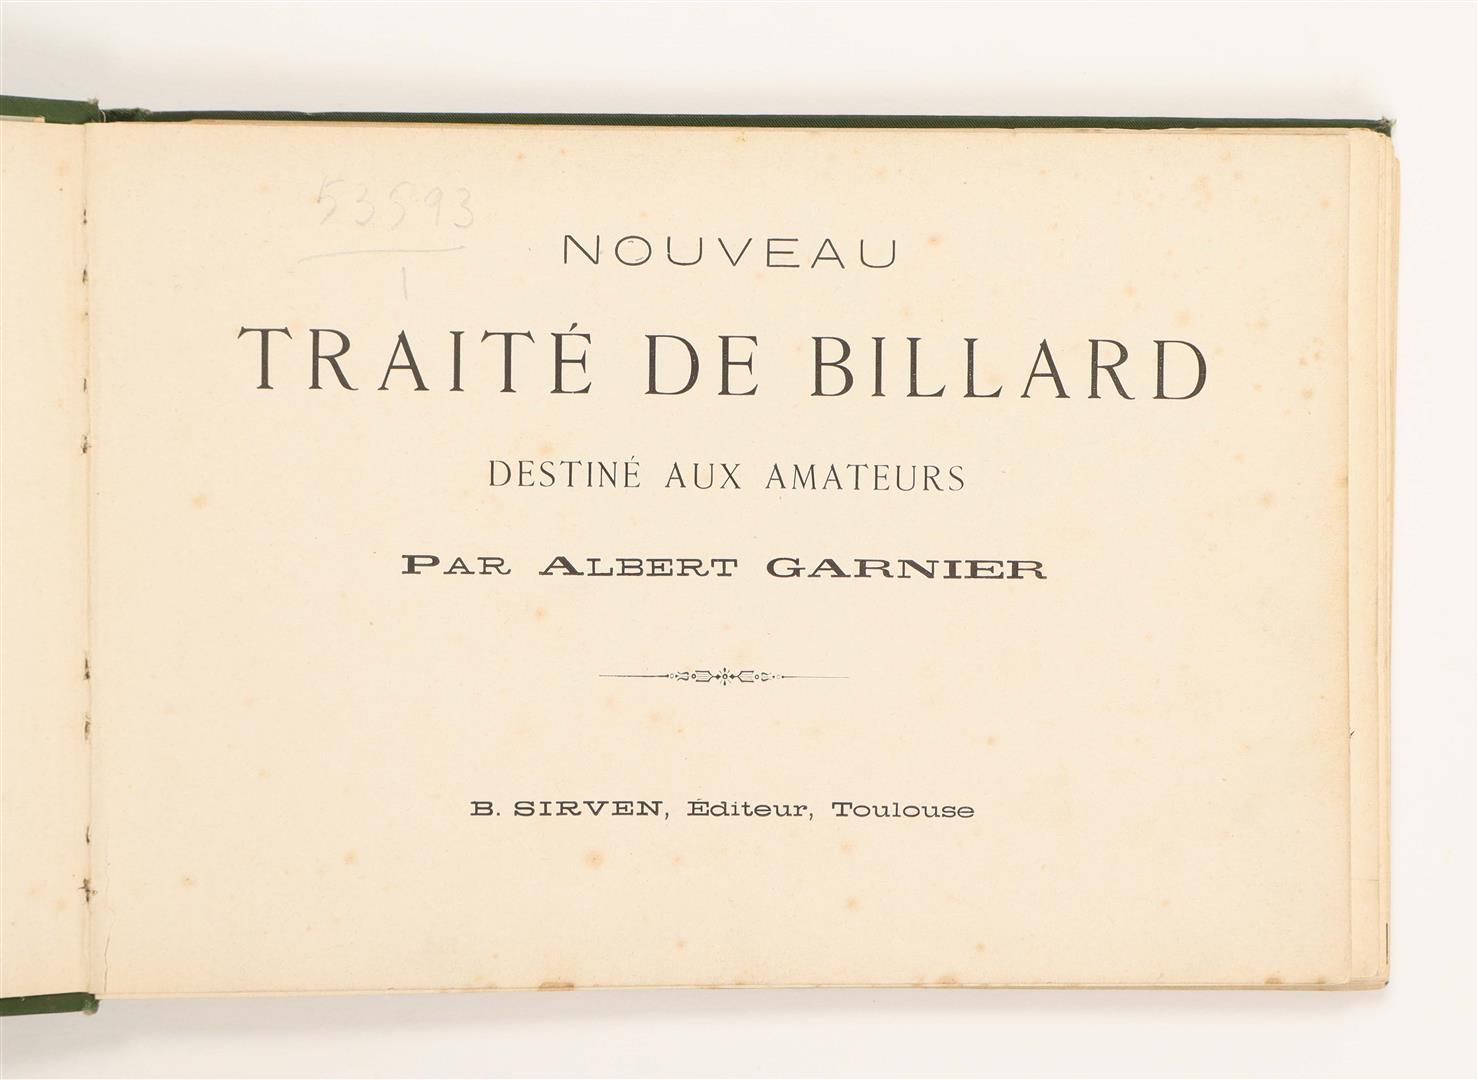 53593
1
NOUVEAU
TRAITÉ DE BILLARD
DESTINÉ AUX AMATEURS
PAR ALBERT GARNIER
B. SIRVEN, Éditeur, Toulouse